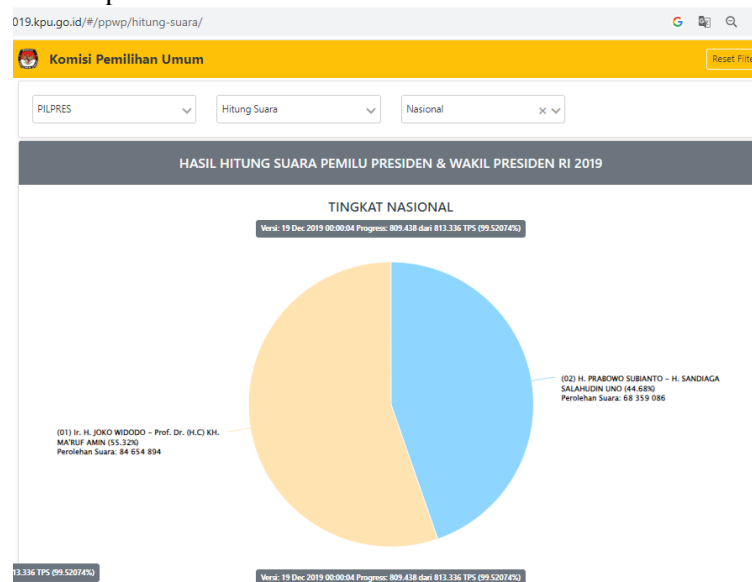 019.kpu.go.id/#/ppwp/hitung-suara/
Komisi Pemilihan Umum
Reset Filte
PILPRES
Hitung Suara
Nasional
HASIL HITUNG SUARA PEMILU PRESIDEN & WAKIL PRESIDEN RI 2019
TINGKAT NASIONAL
Versi: 19 Dec 2019 00:00:04 Progress: 809.438 dari 813.336 TPS (99.52074%)
(02) H. PRABOWO SUBIANTO – H. SANDIAGA
SALAHUDIN UNO (44.68%)
Perolehan Suara: 68 359 086
(01) Ir. H. JOKO WIDODO – Prof. Dr. (H.C) KH.
MA'RUF AMIN (55.32%)
Perolehan Suara: 84 654 894
13.336 TPS (99.52074%)
Versi: 19 Dec 2019 00:00:04 Progress: 809.438 dari 813.336 TPS (99.52074%)